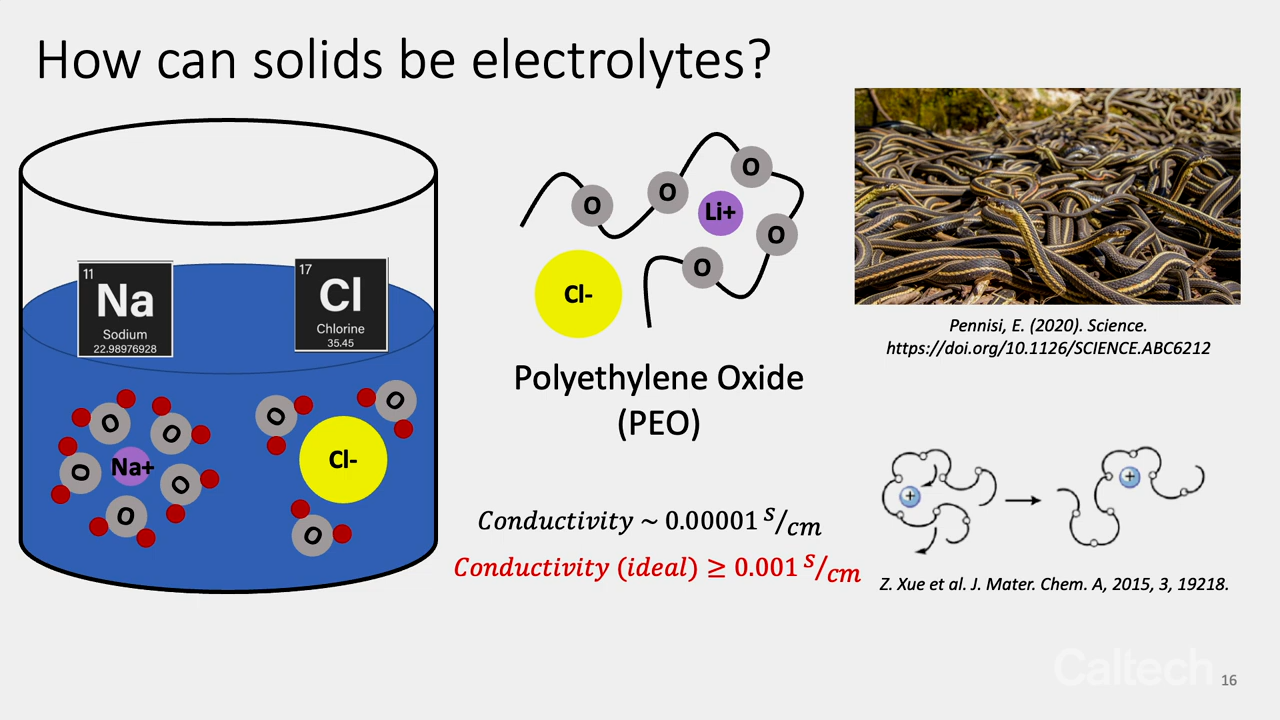 How can solids be electrolytes?
11
Na
Sodium
22.98976928
17
Cl
Chlorine
35.45
O
O
O
O
O
Na+
O
O
O
Cl-
O
O
O
O
O
Li+
Cl-
Polyethylene Oxide
(PEO)
Conductivity ~ 0.00001 S/cm
Conductivity (ideal) ≥ 0.001 S/cm
Pennisi, E. (2020). Science.
https://doi.org/10.1126/SCIENCE.ABC6212
+
+
Z. Xue et al. J. Mater. Chem. A, 2015, 3, 19218.
Caltech
16